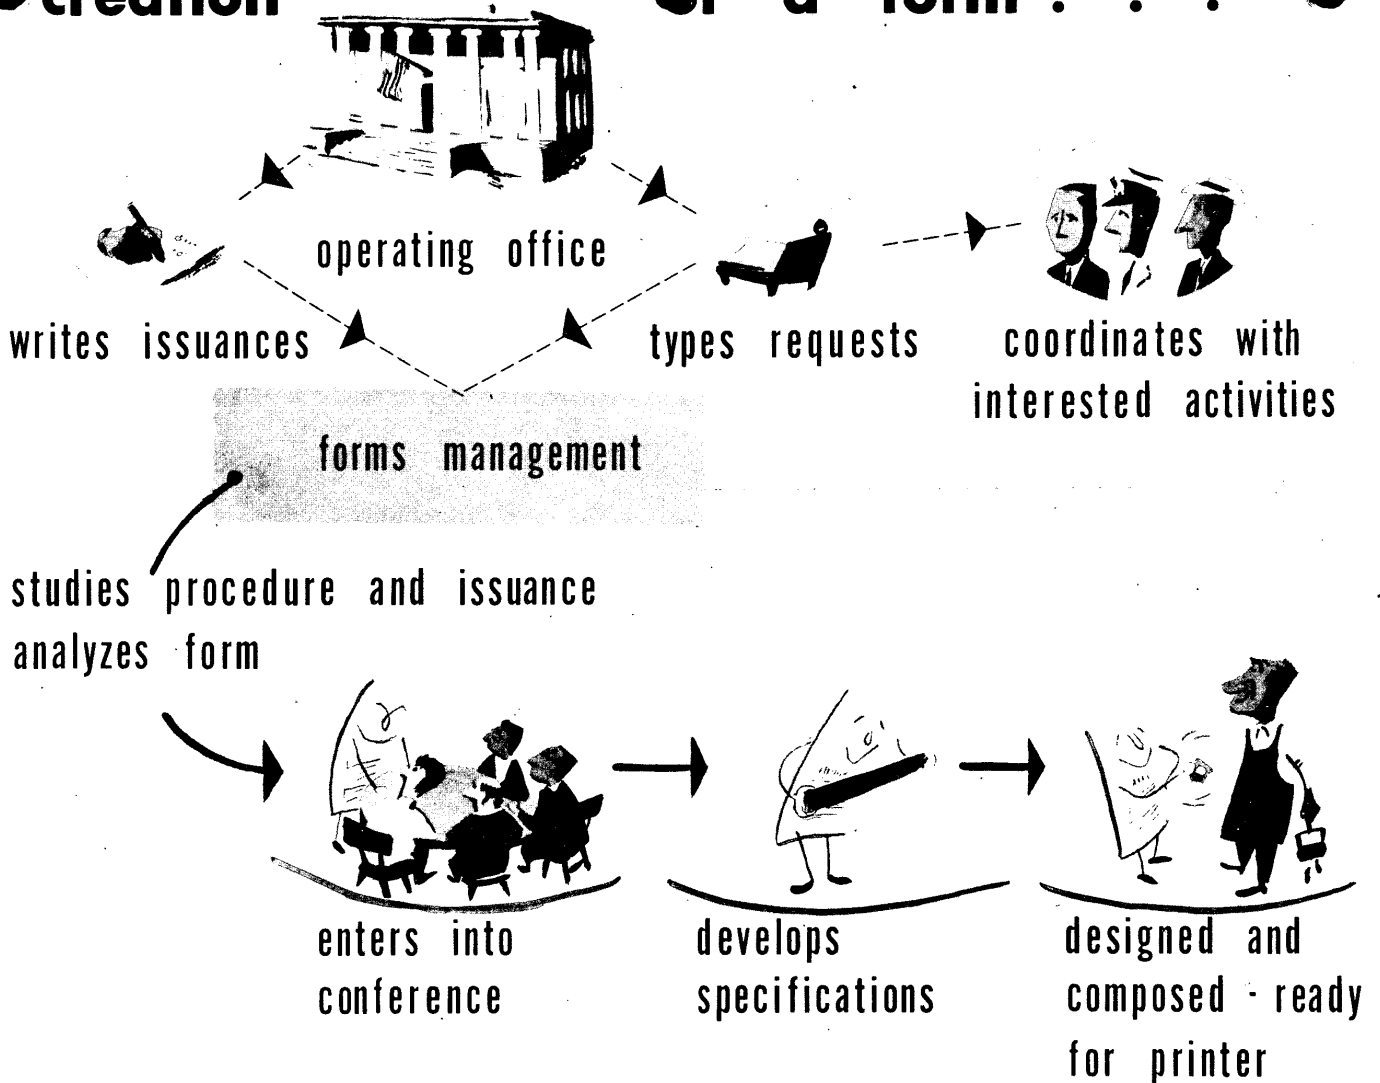 creation of a form . . .
operating office
writes issuances
types requests
coordinates with
interested activities
forms management
studies procedure and issuance
analyzes form
enters into
conference
develops
specifications
designed and
composed - ready
for printer